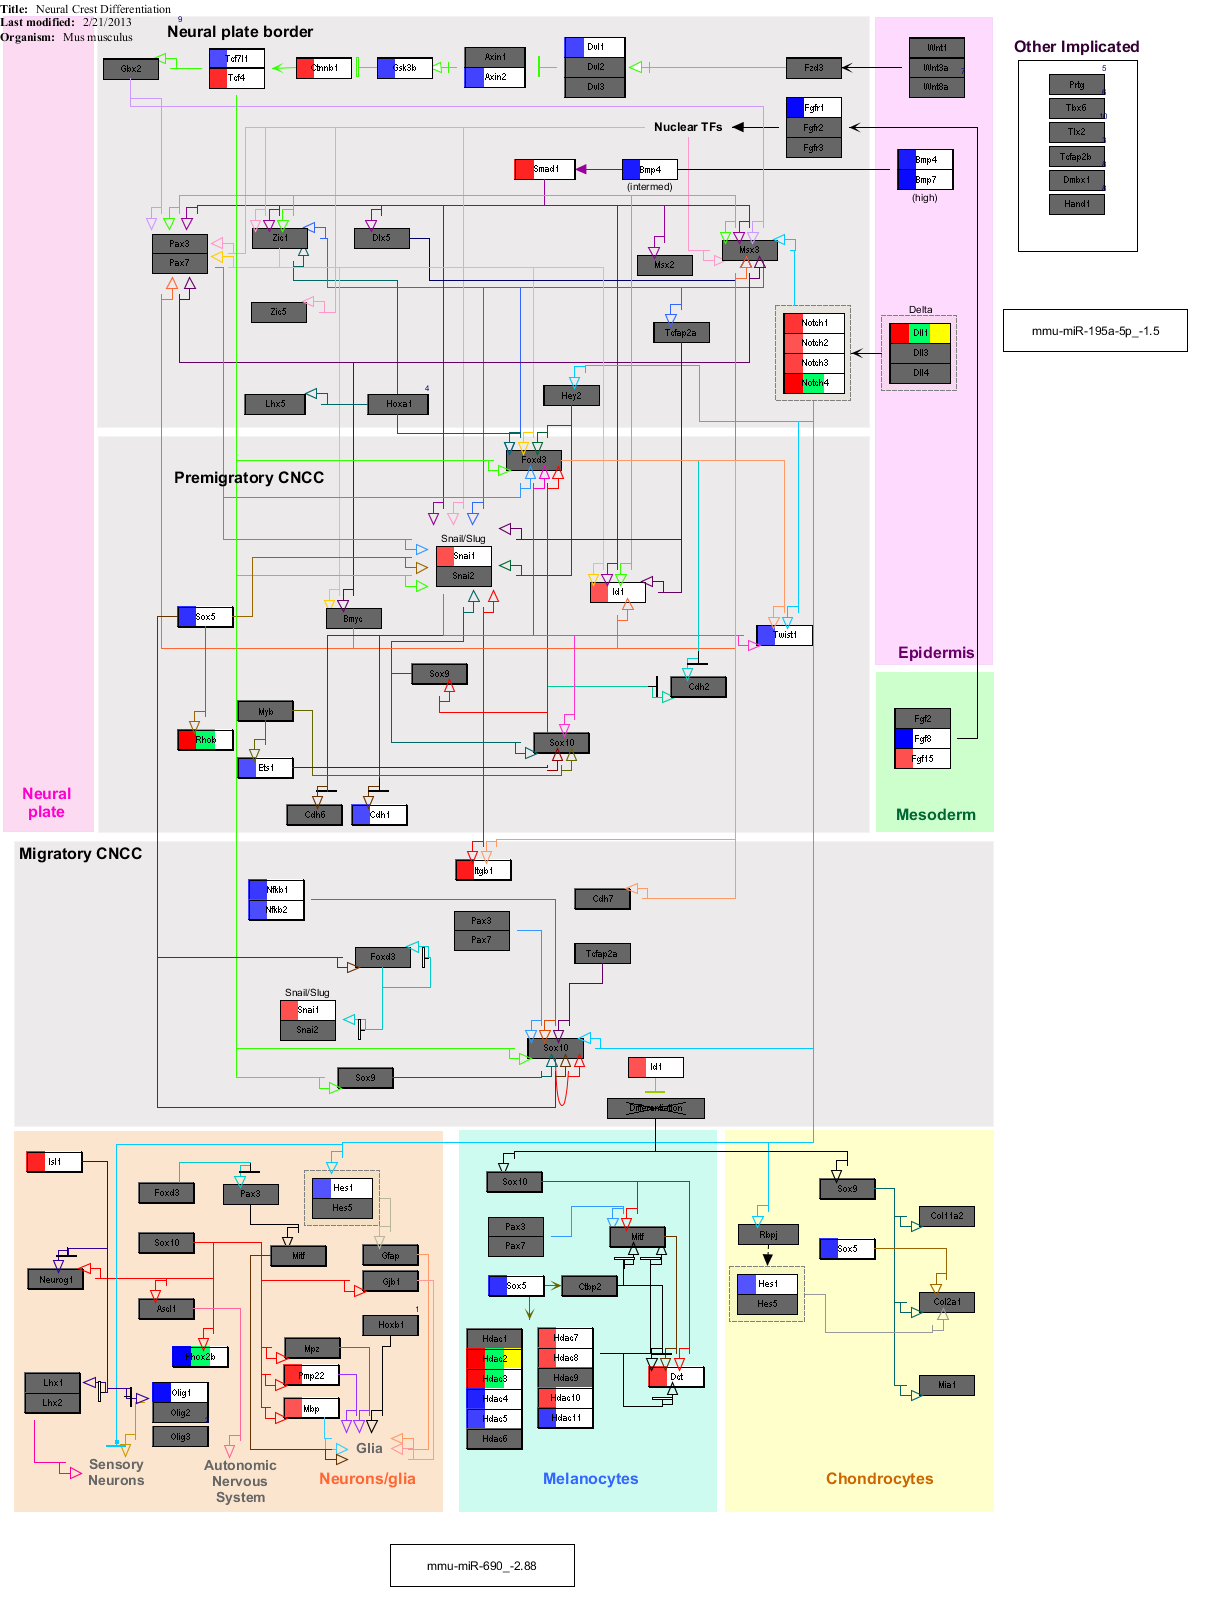 Title: Neural Crest Differentiation
Last modified: 2/21/2013
Organism: Mus musculus
9
Neural plate border
Gbx2
Tcf7l1
Tcf4
Ctnnb1
Gsk3b
Axin1
Axin2
Dvl1
Dvl2
Dvl3
Fzd3
Wnt1
Wnt3a
Wnt8a
7
Other Implicated
5
Prtg
6
Tbx6
10
Tlx2
Tcfap2b
Dmbx1
Hand1
Nuclear TFs
Fgfr1
Fgfr2
Fgfr3
Smad1
Bmp4
(intermed)
Bmp4
Bmp7
(high)
Pax3
Pax7
Zic1
Dlx5
Msx2
Msx3
Zic5
Tcfap2a
Notch1
Notch2
Notch3
Notch4
Delta
Dll1
Dll3
Dll4
mmu-miR-195a-5p_-1.5
Lhx5
Hoxa1
4
Hey2
Premigratory CNCC
Foxd3
Snail/Slug
Snai1
Snai2
Id1
Sox5
Bmyc
Twist1
Epidermis
Sox9
Cdh2
Myb
Rhob
Sox10
Ets1
Cdh6
Cdh1
Fgf2
Fgf8
Fgf15
Neural
plate
Mesoderm
Migratory CNCC
Itgb1
Nfkb1
Nfkb2
Cdh7
Pax3
Pax7
Foxd3
Tcfap2a
Snail/Slug
Snai1
Snai2
Sox10
Id1
Sox9
Differentiation
Isl1
Foxd3
Pax3
Hes1
Hes5
Sox10
Mitf
Gfap
Neurog1
Gjb1
Ascl1
Hoxb1
1
Phox2b
Mpz
Pmp22
Mbp
Lhx1
Lhx2
Olig1
Olig2
Olig3
Glia
Sensory
Neurons
Autonomic
Nervous
System
Neurons/glia
Sox10
Pax3
Pax7
Mitf
Sox5
Ctbp2
Hdac1
Hdac2
Hdac3
Hdac4
Hdac5
Hdac6
Hdac7
Hdac8
Hdac9
Hdac10
Hdac11
Dct
Melanocytes
Sox9
Col11a2
Rbpj
Sox5
Hes1
Hes5
Col2a1
Mia1
Chondrocytes
mmu-miR-690_-2.88